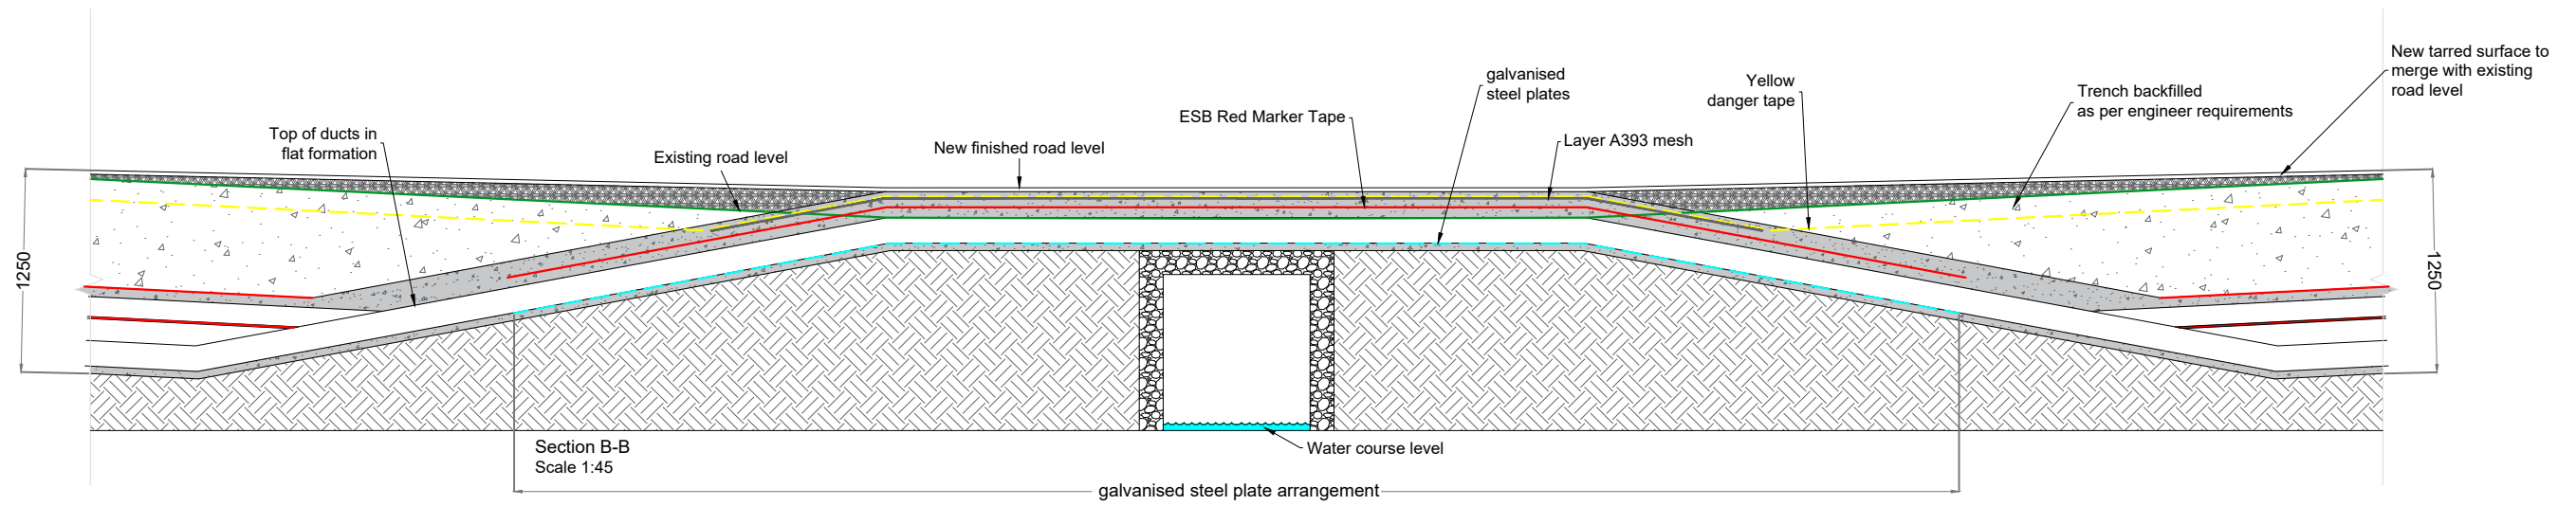 New tarred surface to
merge with existing
road level
galvanised
steel plates
Yellow
danger tape
Trench backfilled
as per engineer requirements
ESB Red Marker Tape
Top of ducts in
flat formation
Existing road level
New finished road level
Layer A393 mesh
1250
1250
Section B-B
Scale 1:45
Water course level
galvanised steel plate arrangement